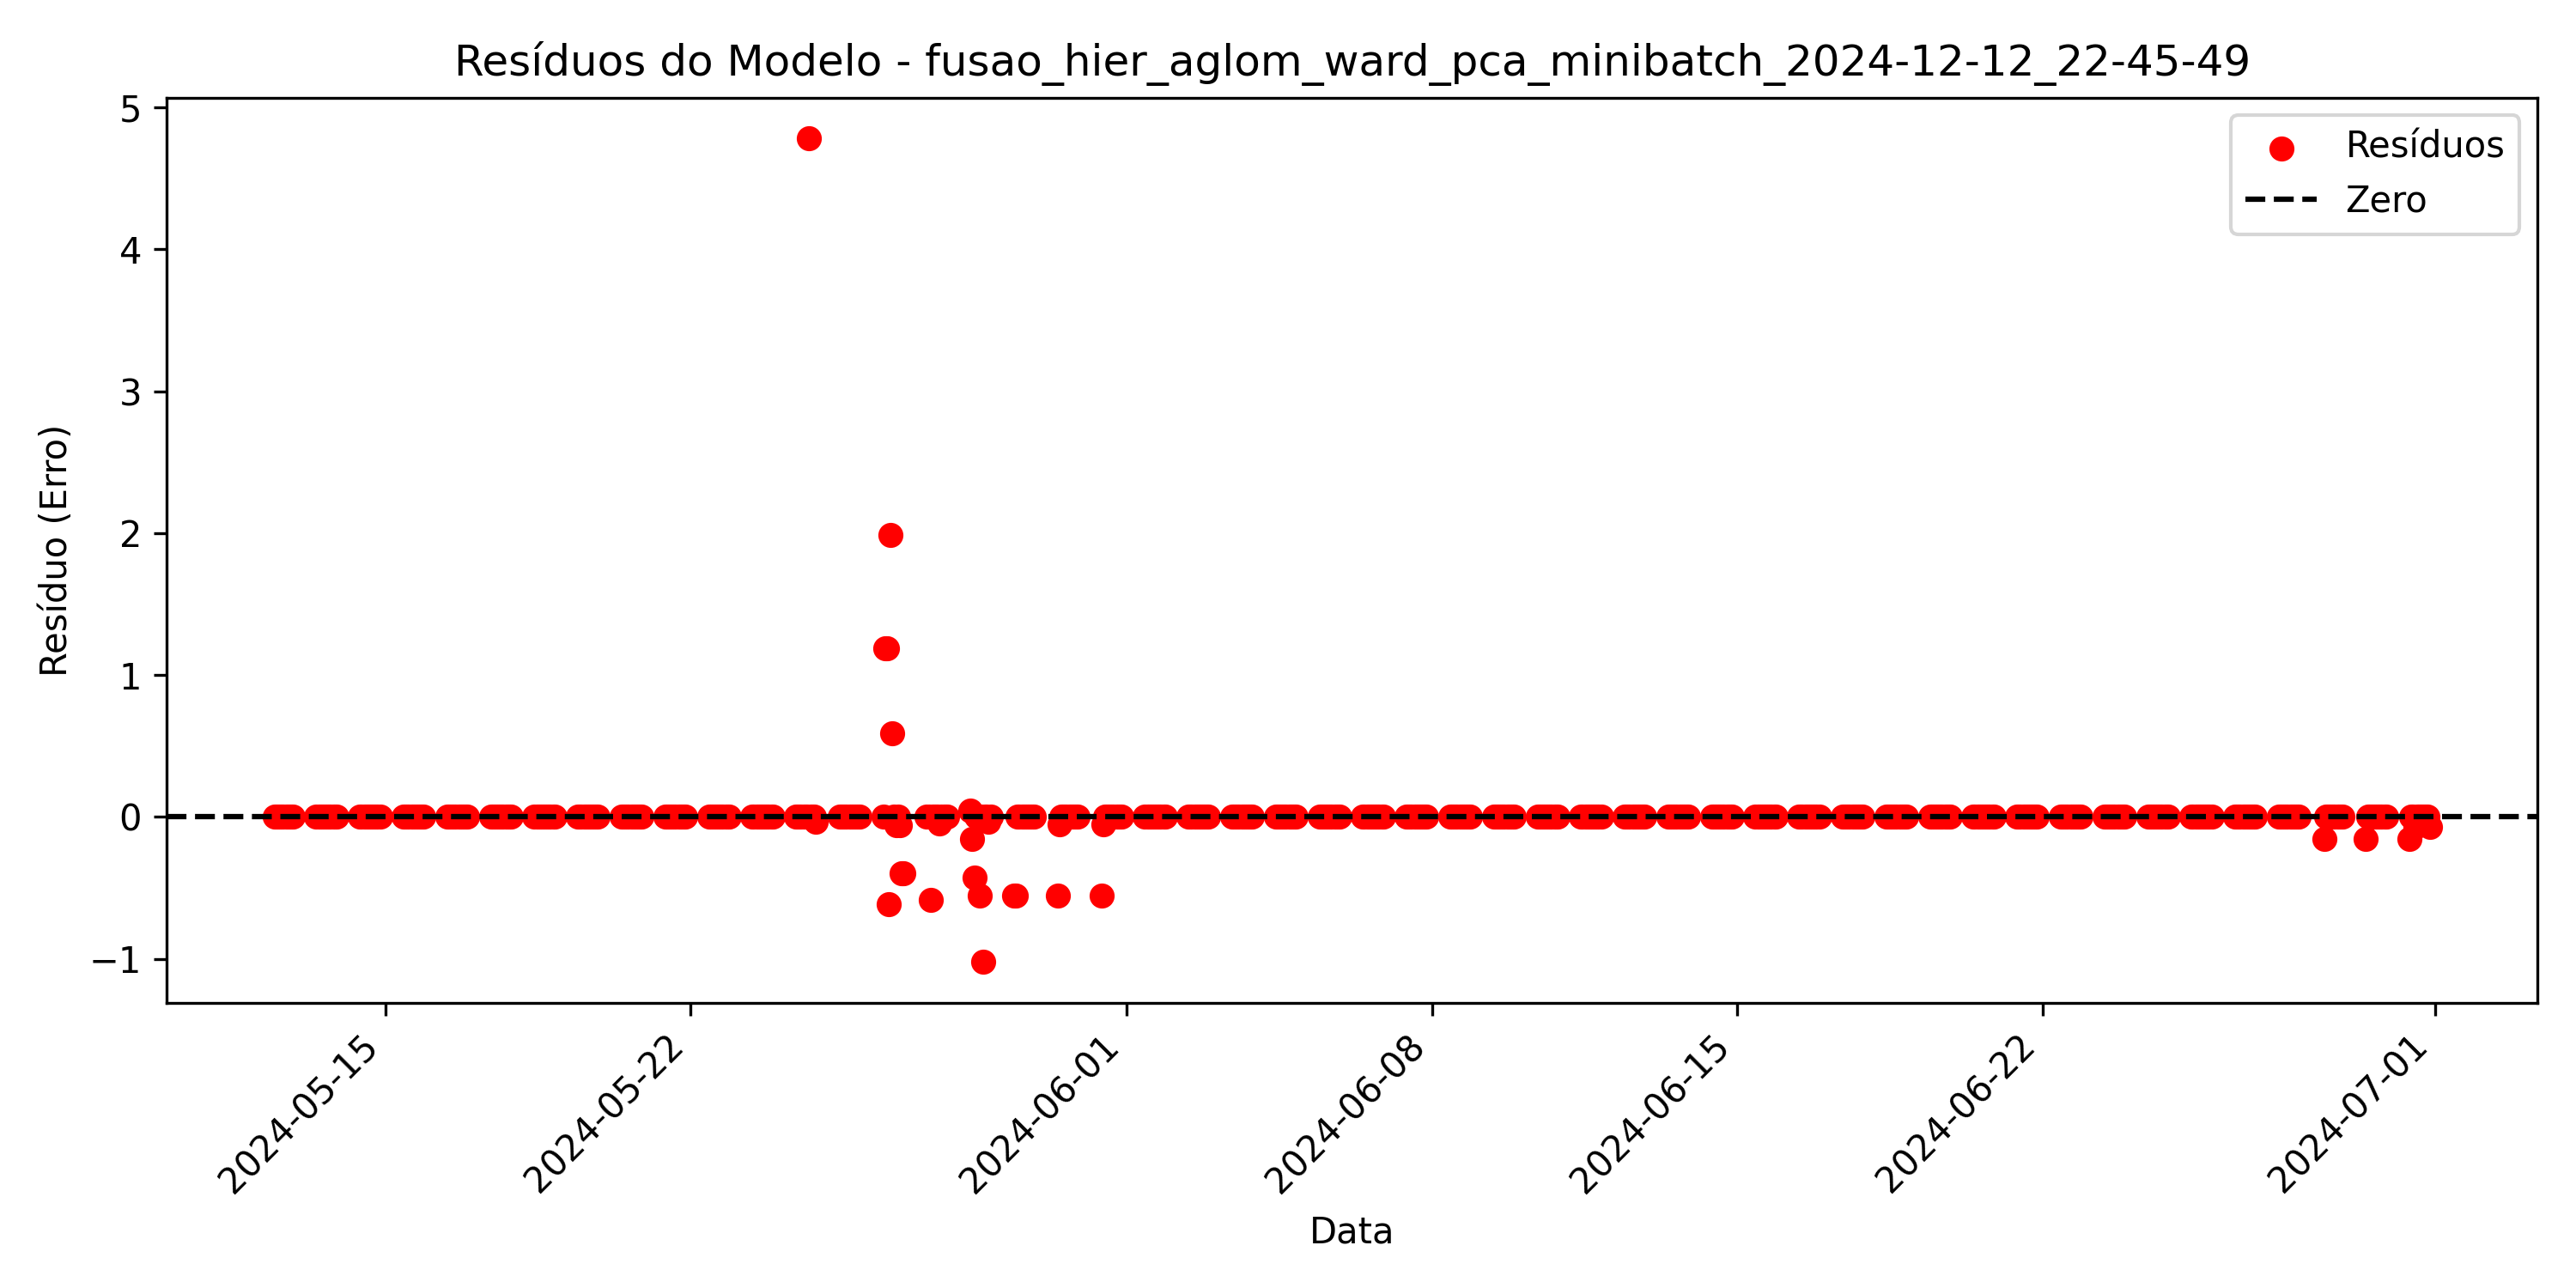 Resíduos do Modelo - fusao_hier_aglom_ward_pca_minibatch_2024-12-12_22-45-49
Resíduos
Zero
Resíduo (Erro)
5
4
3
2
1
0
−1
2024-05-15
2024-05-22
2024-06-01
2024-06-08
2024-06-15
2024-06-22
2024-07-01
Data